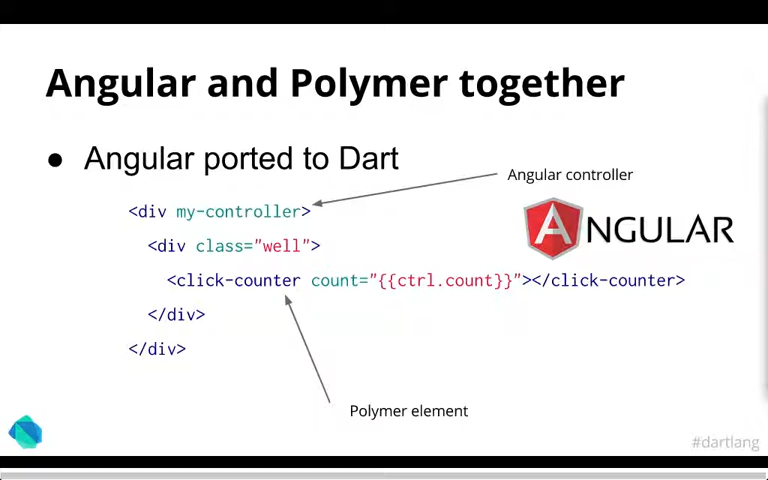 Angular and Polymer together
● Angular ported to Dart
Angular controller
<div my-controller>
ANGULAR
<div class="well">
<click-counter count="{{ctrl.count}}"></click-counter>
</div>
</div>
Polymer element
#dartlang